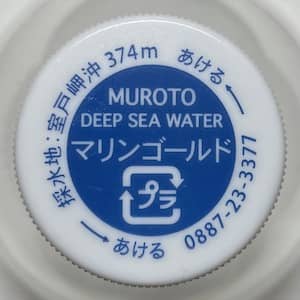 採水地:室戸岬沖 374m
あける
MUROTO
DEEP SEA WATER
マリンゴールド
プラ
あける
0887-23-3377